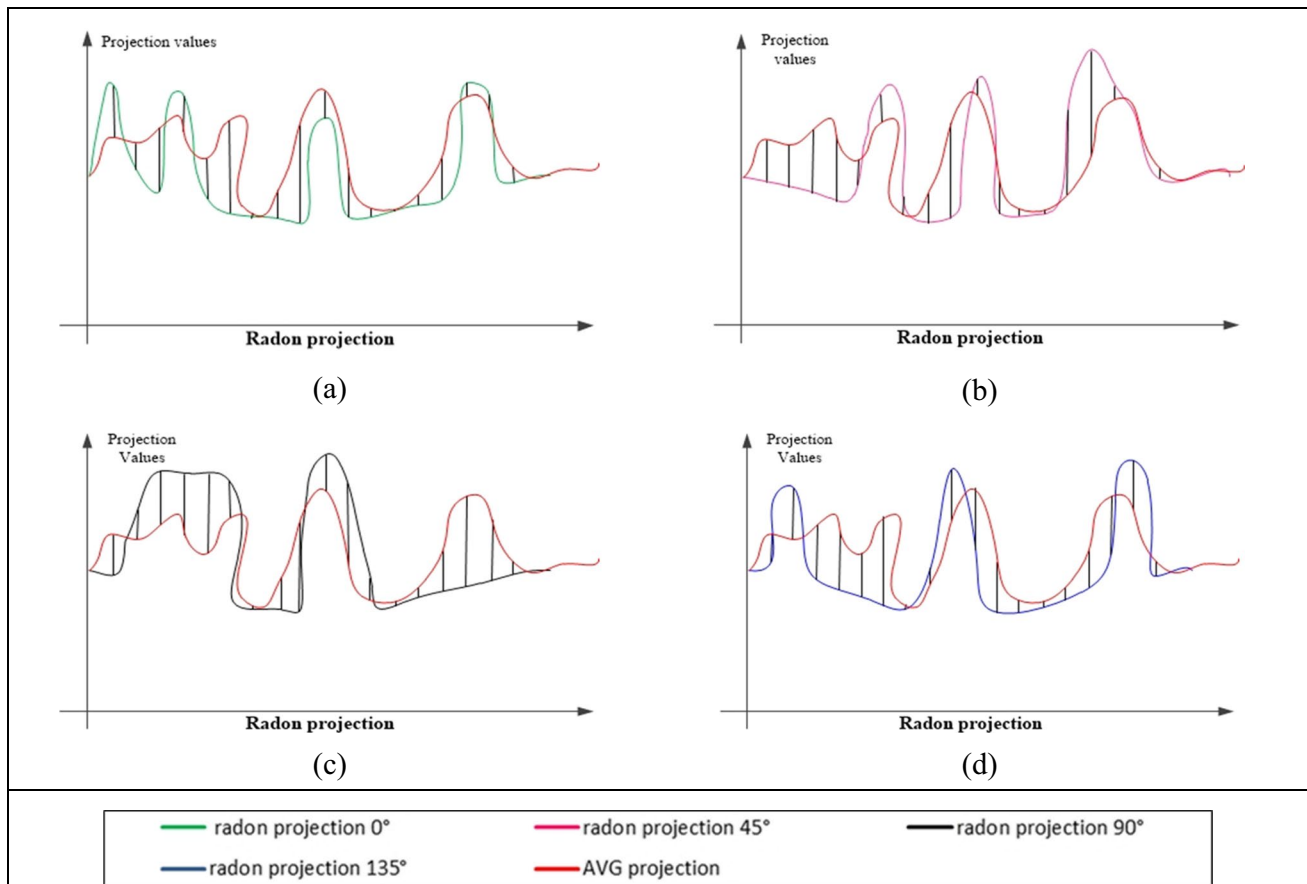 Projection values
Radon projection
(a)
Projection
values
Radon projection
(b)
Projection
Values
Radon projection
(c)
Projection
Values
Radon projection
(d)
radon projection 0°
radon projection 45°
radon projection 90°
radon projection 135°
AVG projection